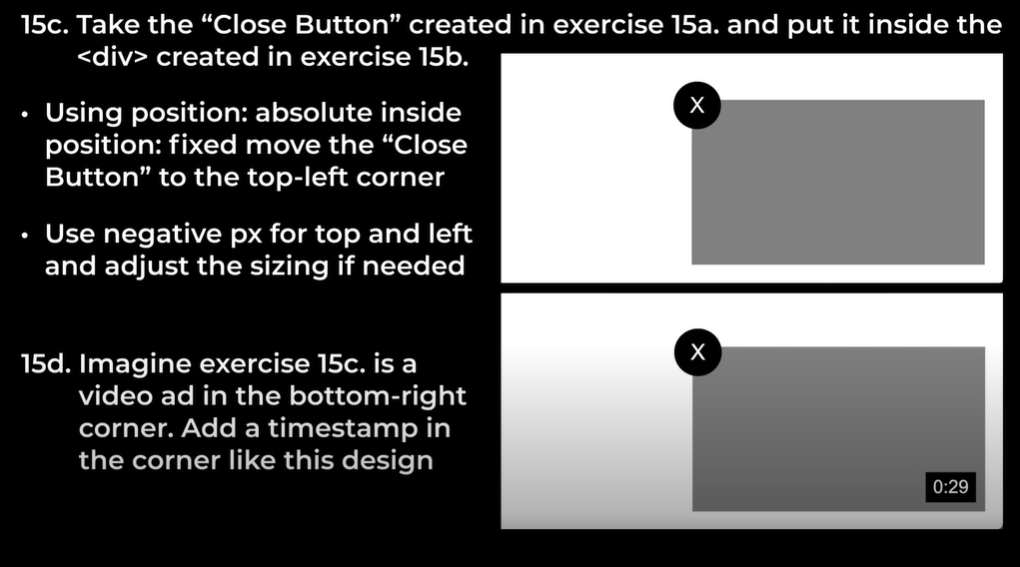 15c. Take the “Close Button” created in exercise 15a. and put it inside the
<div> created in exercise 15b.
• Using position: absolute inside
position: fixed move the “Close
Button” to the top-left corner
• Use negative px for top and left
and adjust the sizing if needed
X
15d. Imagine exercise 15c. is a
video ad in the bottom-right
corner. Add a timestamp in
the corner like this design
X
0:29